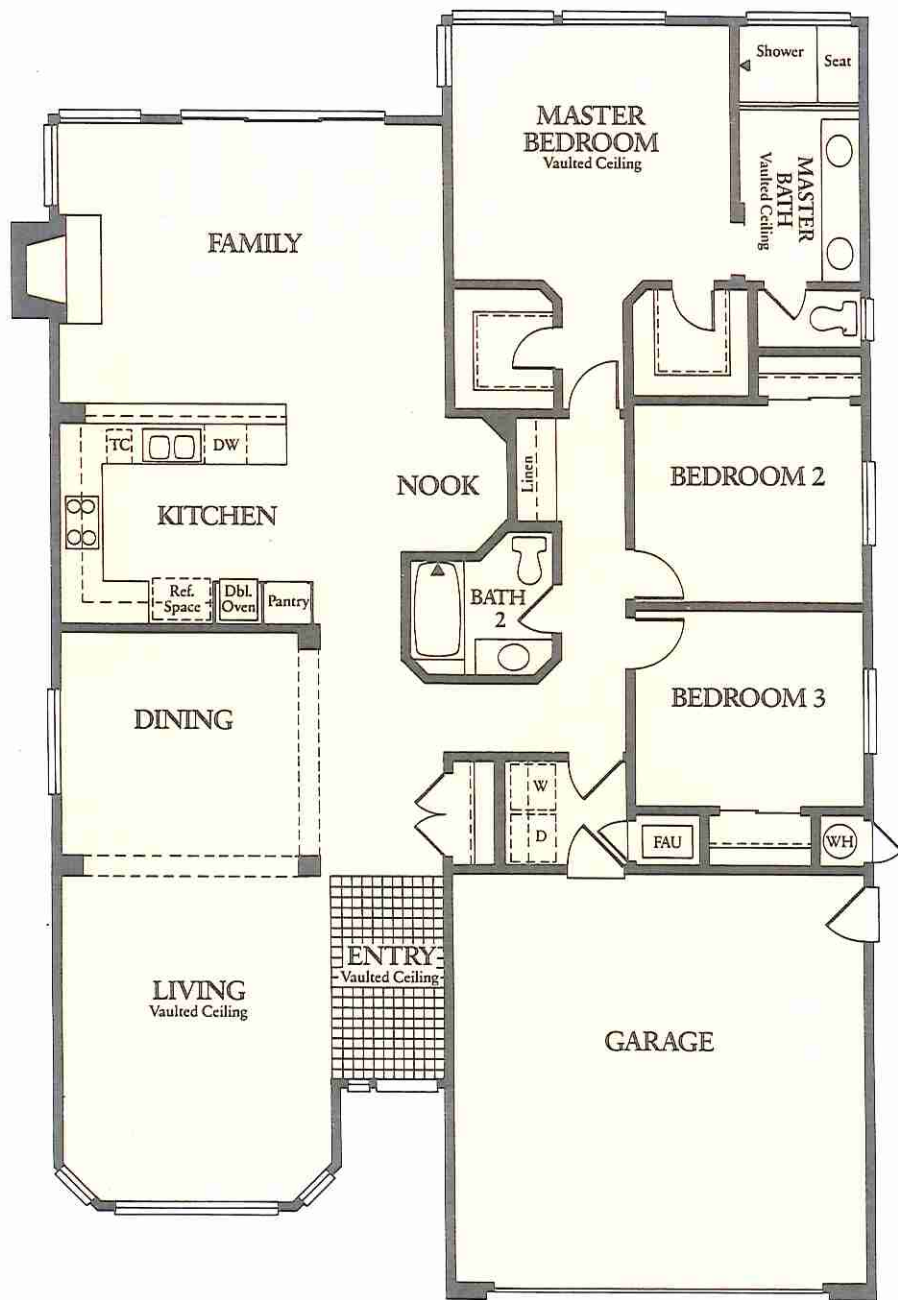 Shower
Seat
MASTER
BEDROOM
Vaulted Ceiling
MASTER
BATH
Vaulted Ceiling
FAMILY
TC
DW
Linen
NOOK
BEDROOM 2
KITCHEN
Ref.
Space
Dbl.
Oven
Pantry
BATH
2
BEDROOM 3
DINING
W
D
FAU
WH
ENTRY
Vaulted Ceiling
LIVING
Vaulted Ceiling
GARAGE